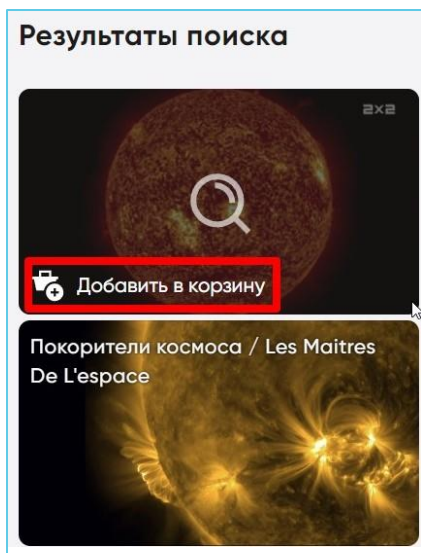 Результаты поиска
2x2
Добавить в корзину
Покорители космоса / Les Maitres
De L'espace